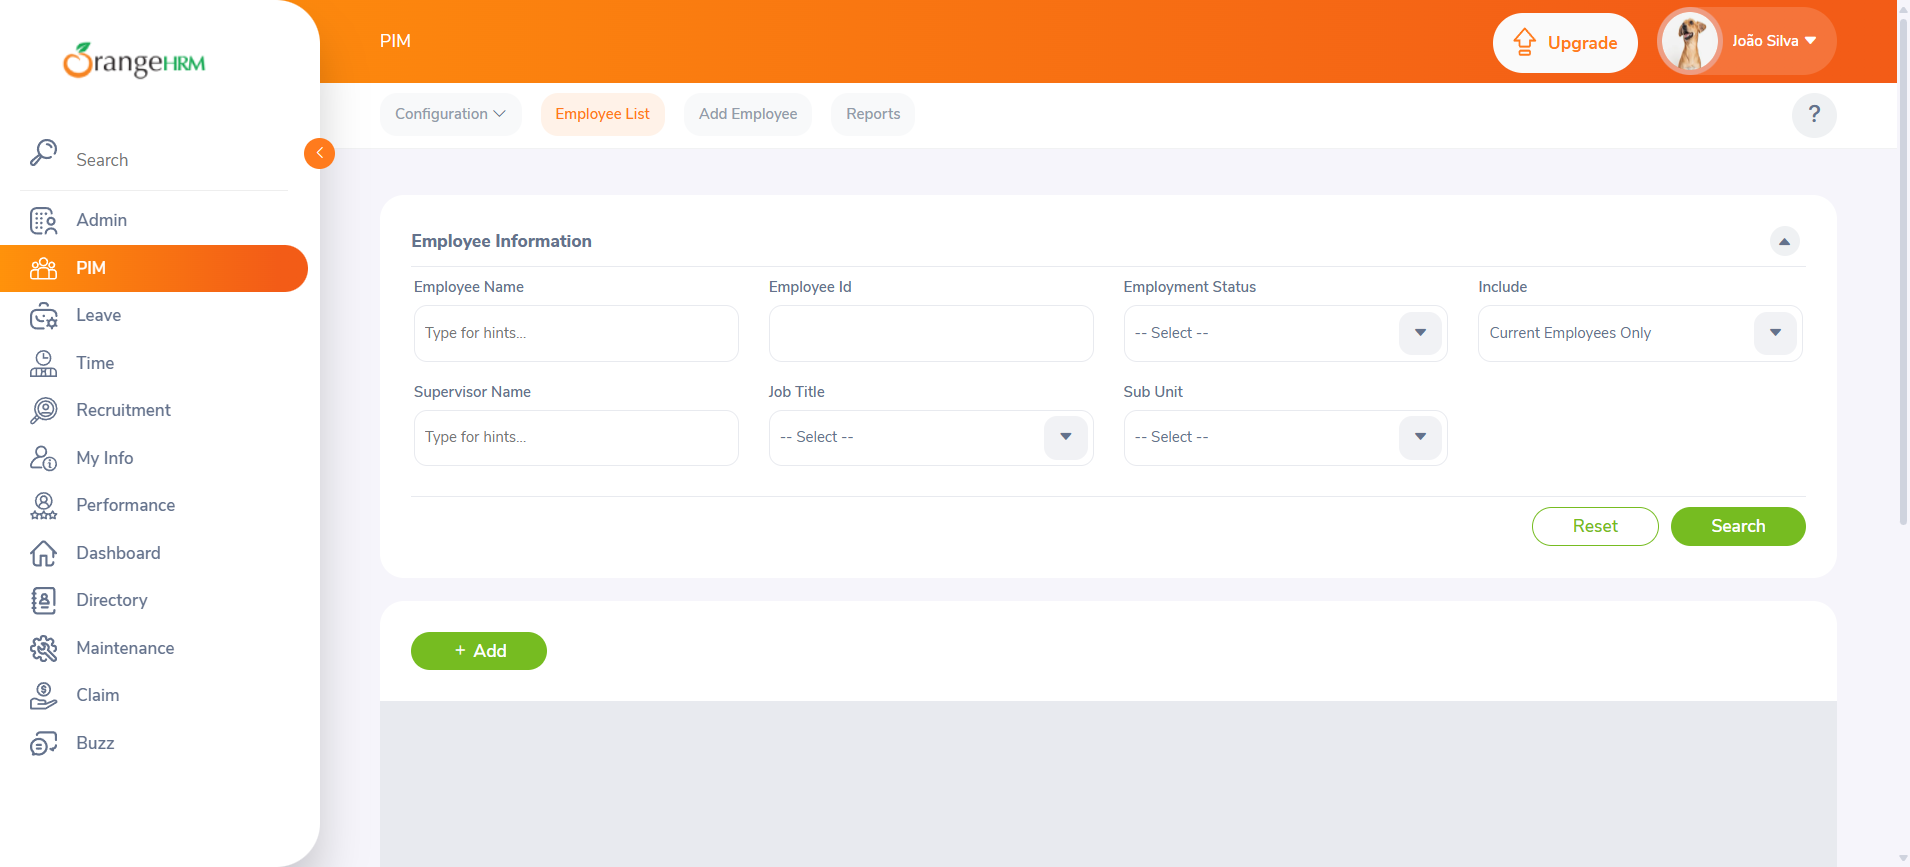 OrangeHRM
PIM
Upgrade
João Silva
Configuration
Employee List
Add Employee
Reports
?
Search
Admin
PIM
Leave
Time
Recruitment
My Info
Performance
Dashboard
Directory
Maintenance
Claim
Buzz
Employee Information
Employee Name
Employee Id
Employment Status
Include
Type for hints...
-- Select --
Current Employees Only
Supervisor Name
Job Title
Sub Unit
Type for hints...
-- Select --
-- Select --
Reset
Search
+ Add